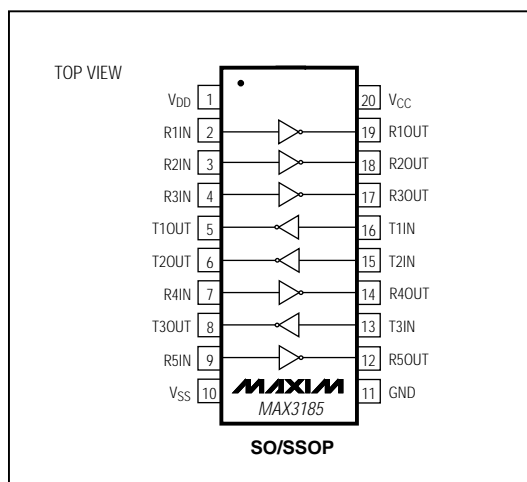 TOP VIEW
VDD 1 20 VCC
R1IN 2 19 R1OUT
R2IN 3 18 R2OUT
R3IN 4 17 R3OUT
T1OUT 5 16 T1IN
T2OUT 6 15 T2IN
R4IN 7 14 R4OUT
T3OUT 8 13 T3IN
R5IN 9 12 R5OUT
VSS 10 MAXIM 11 GND
MAX3185
SO/SSOP